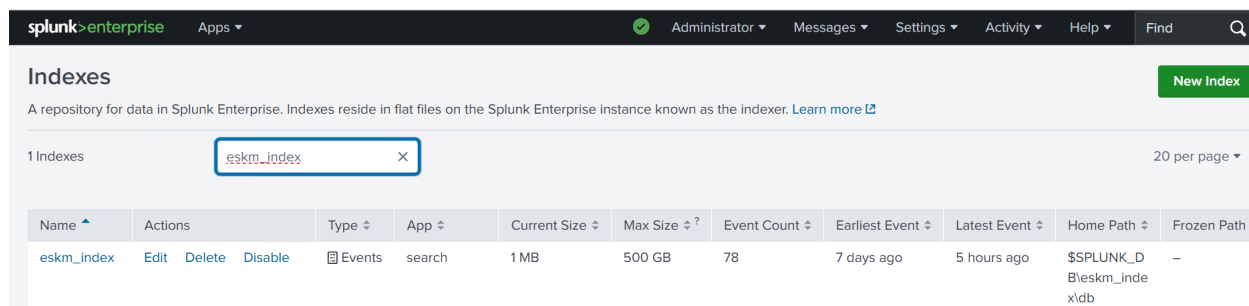 splunk>enterprise Apps Administrator Messages Settings Activity Help Find
Indexes
New Index
A repository for data in Splunk Enterprise. Indexes reside in flat files on the Splunk Enterprise instance known as the indexer. Learn more
1 Indexes eskm_index 20 per page
Name Actions Type App Current Size Max Size ? Event Count Earliest Event Latest Event Home Path Frozen Path
eskm_index Edit Delete Disable Events search 1 MB 500 GB 78 7 days ago 5 hours ago $SPLUNK_D –
B\eskm_inde
x\db